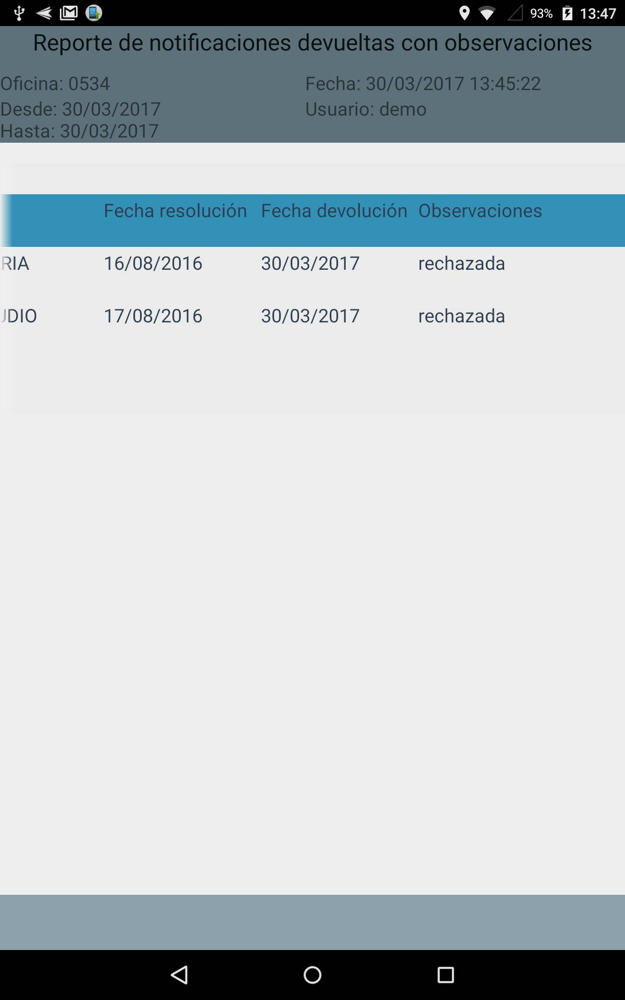 93% 13:47
Reporte de notificaciones devueltas con observaciones
Oficina: 0534 Fecha: 30/03/2017 13:45:22
Desde: 30/03/2017 Usuario: demo
Hasta: 30/03/2017
Fecha resolución Fecha devolución Observaciones
RIA 16/08/2016 30/03/2017 rechazada
UDIO 17/08/2016 30/03/2017 rechazada